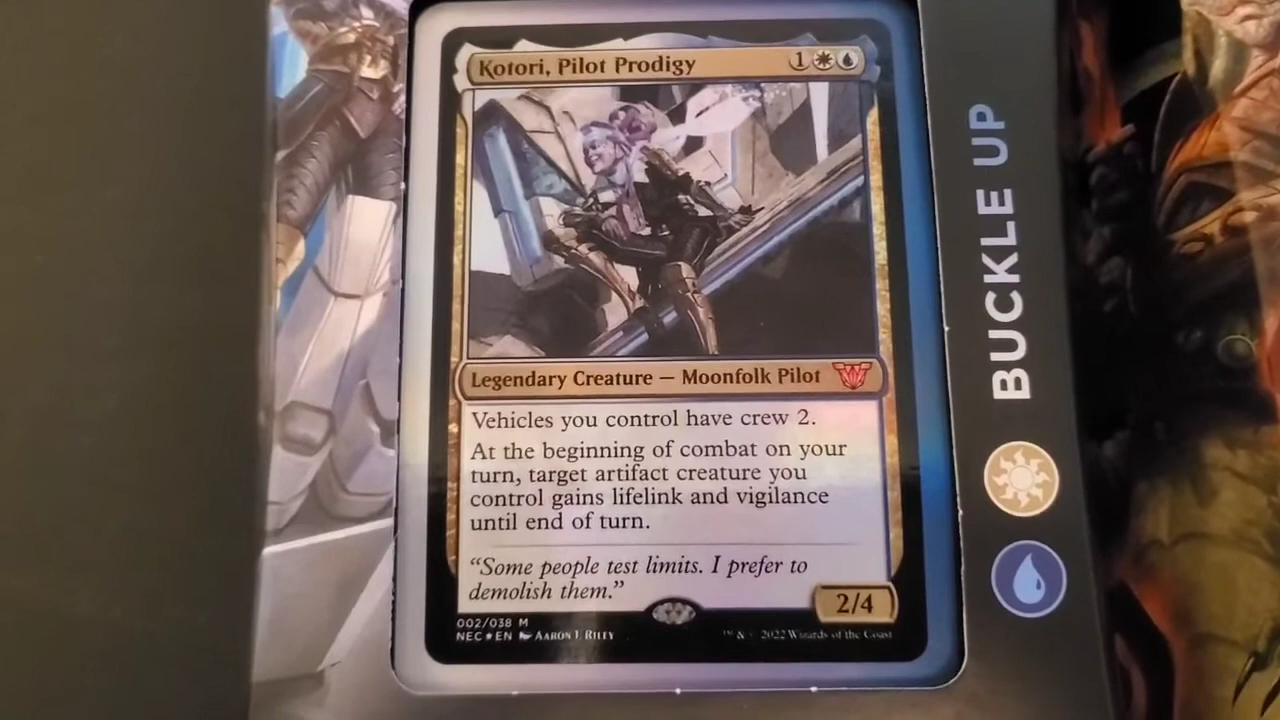 Kotori, Pilot Prodigy 1
Legendary Creature — Moonfolk Pilot
Vehicles you control have crew 2.
At the beginning of combat on your
turn, target artifact creature you
control gains lifelink and vigilance
until end of turn.
“Some people test limits. I prefer to
demolish them.”
2/4
002/038 M
NEC★EN Aaron J. Riley
™ & © 2022 Wizards of the Coast
BUCKLE UP